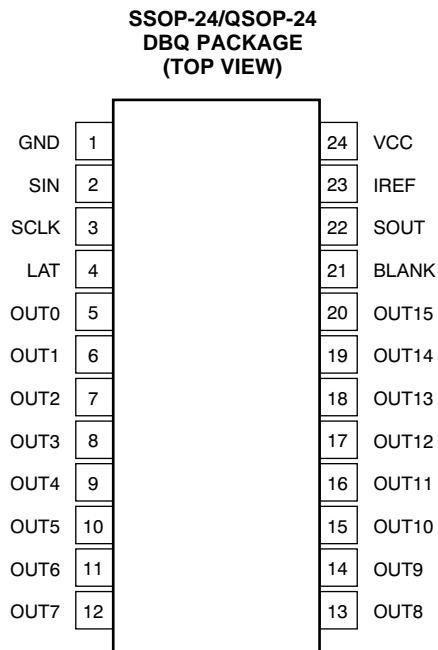 SSOP-24/QSOP-24
DBQ PACKAGE
(TOP VIEW)
GND 1 24 VCC
SIN 2 23 IREF
SCLK 3 22 SOUT
LAT 4 21 BLANK
OUT0 5 20 OUT15
OUT1 6 19 OUT14
OUT2 7 18 OUT13
OUT3 8 17 OUT12
OUT4 9 16 OUT11
OUT5 10 15 OUT10
OUT6 11 14 OUT9
OUT7 12 13 OUT8